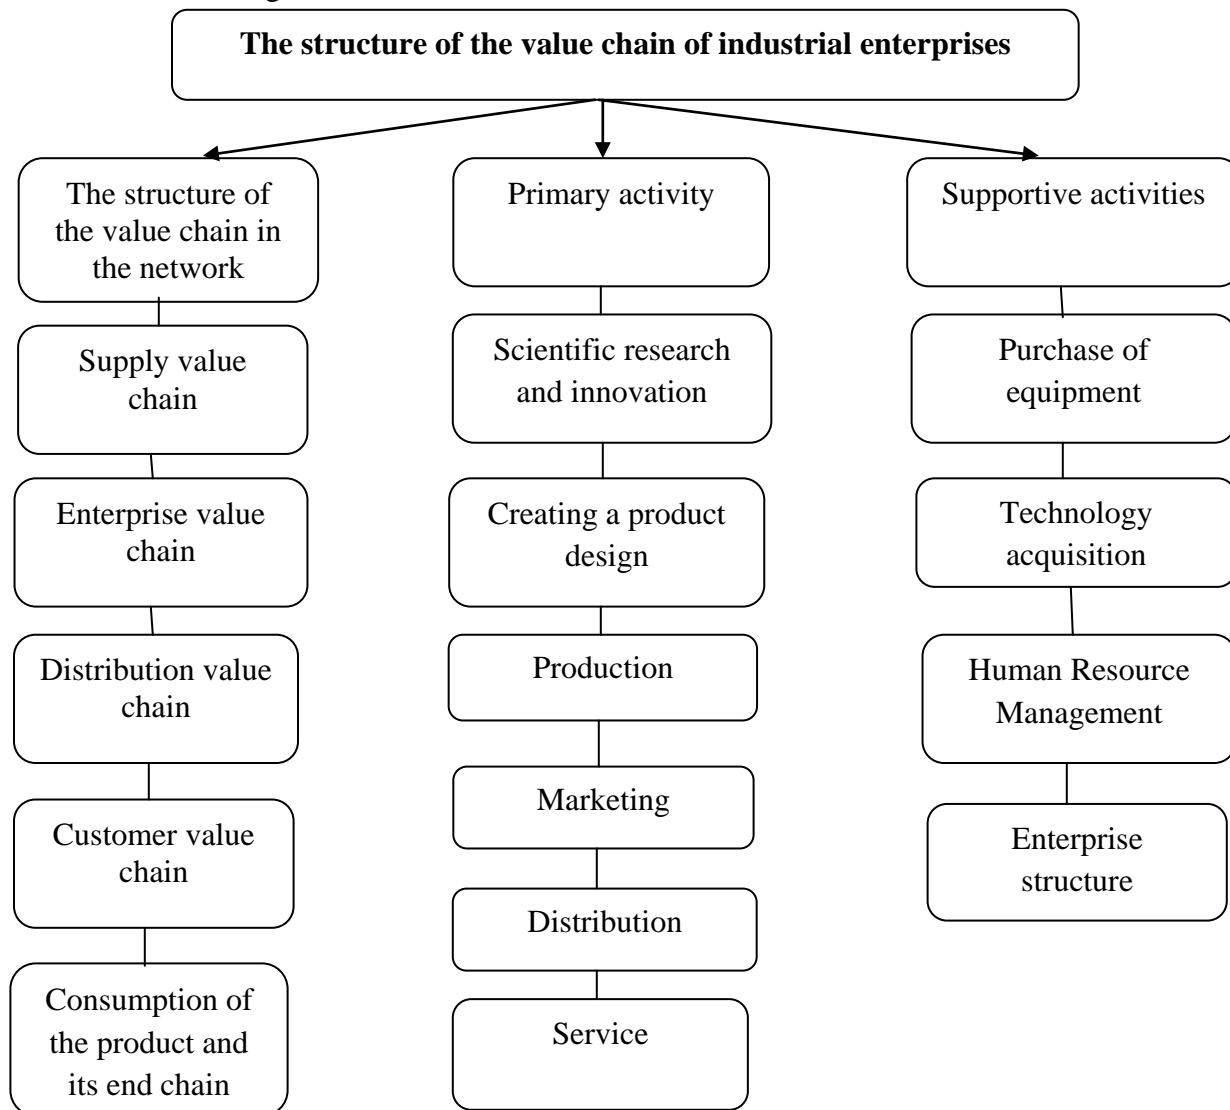 The structure of the value chain of industrial enterprises
The structure of
the value chain in
the network
Supply value
chain
Enterprise value
chain
Distribution value
chain
Customer value
chain
Consumption of
the product and
its end chain
Primary activity
Scientific research
and innovation
Creating a product
design
Production
Marketing
Distribution
Service
Supportive activities
Purchase of
equipment
Technology
acquisition
Human Resource
Management
Enterprise
structure